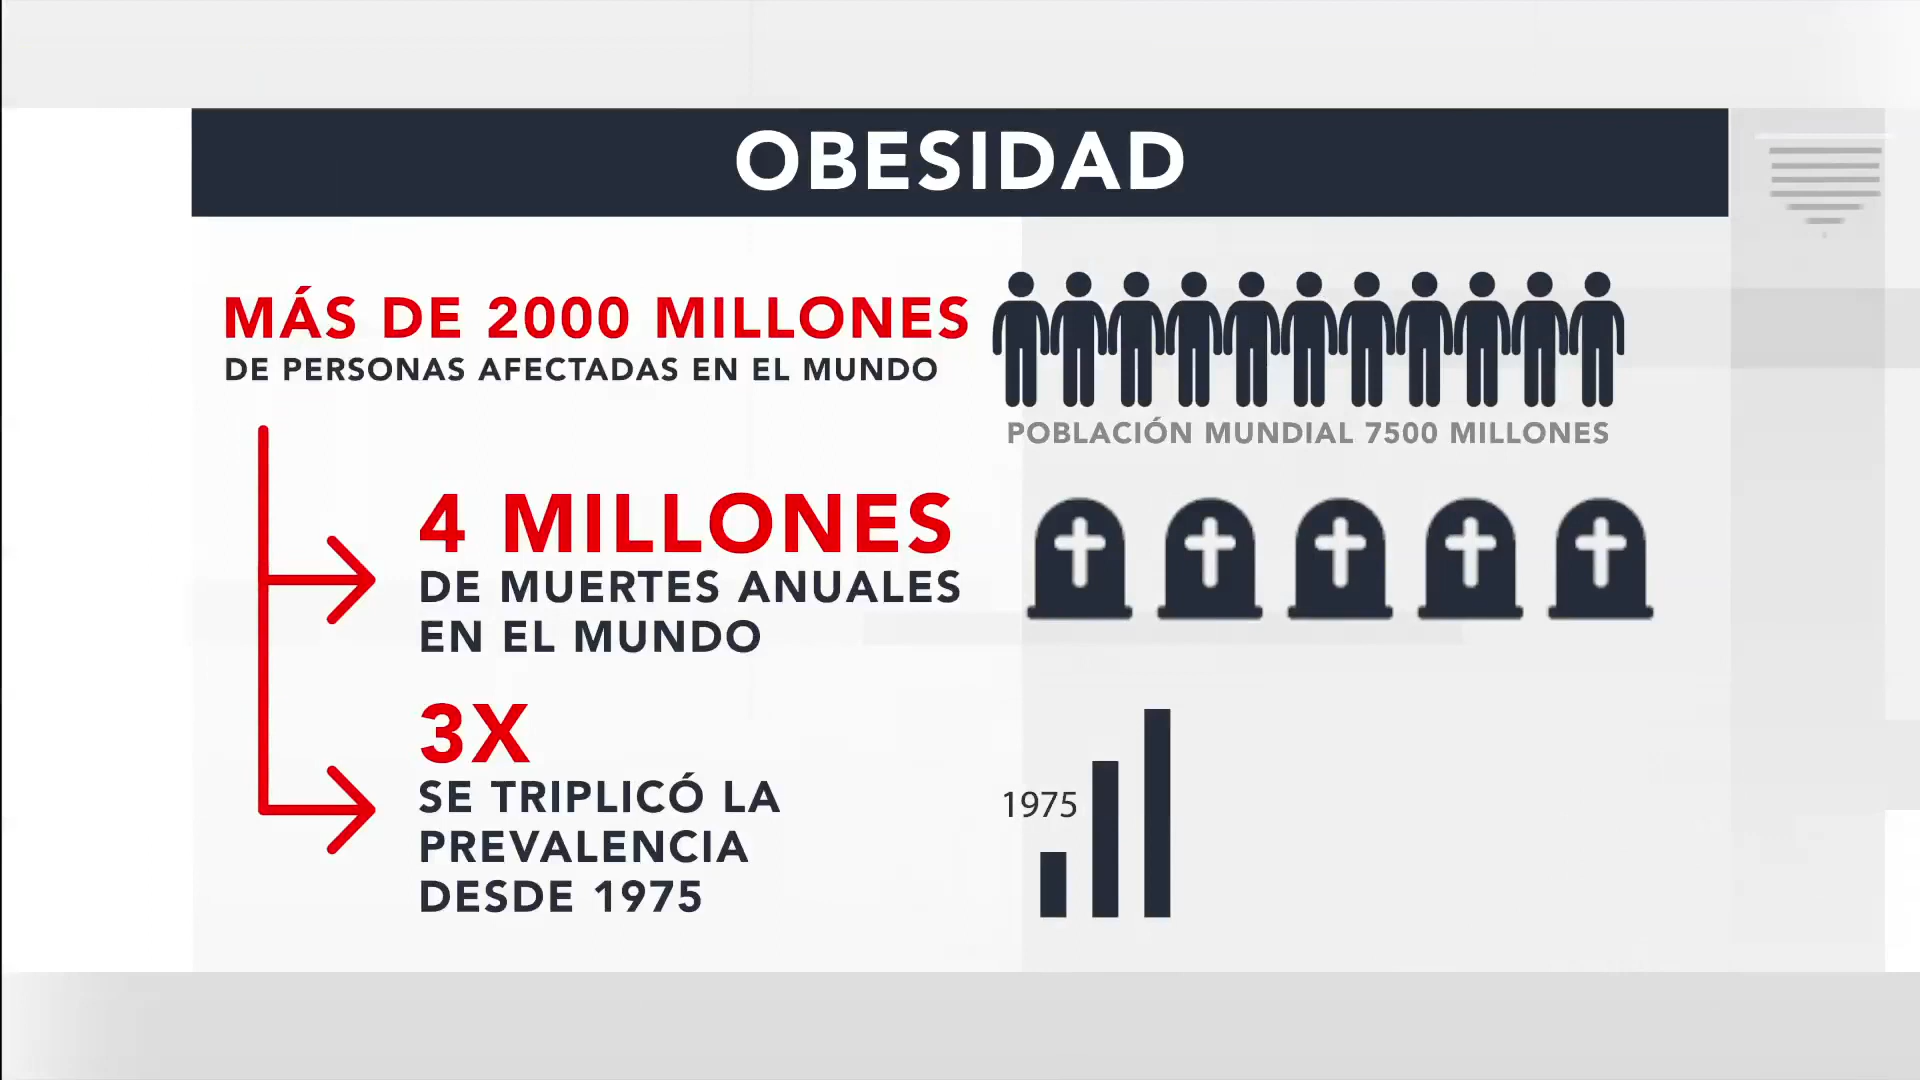 OBESIDAD
MÁS DE 2000 MILLONES
DE PERSONAS AFECTADAS EN EL MUNDO
POBLACIÓN MUNDIAL 7500 MILLONES
4 MILLONES
DE MUERTES ANUALES
EN EL MUNDO
3X
SE TRIPLICÓ LA
PREVALENCIA
DESDE 1975
1975